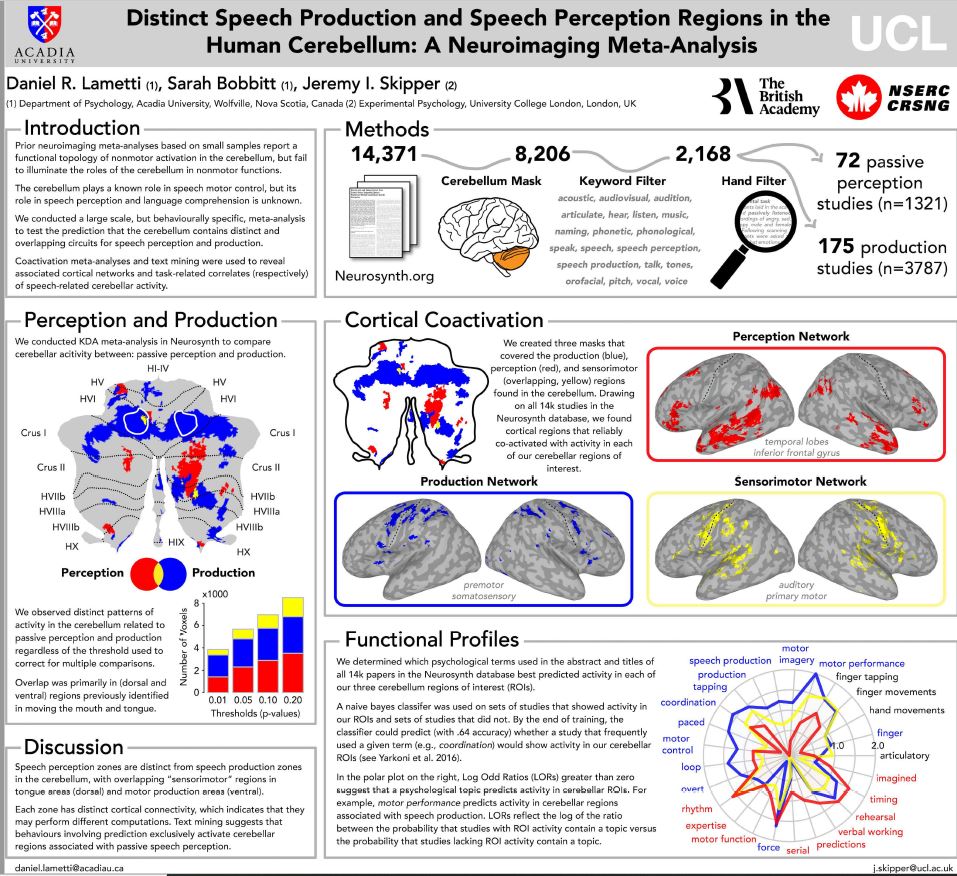 Distinct Speech Production and Speech Perception Regions in the
Human Cerebellum: A Neuroimaging Meta-Analysis
ACADIA
UNIVERSITY
UCL
Daniel R. Lametti (1), Sarah Bobbitt (1), Jeremy I. Skipper (2)
(1) Department of Psychology, Acadia University, Wolfville, Nova Scotia, Canada (2) Experimental Psychology, University College London, London, UK
The
British
Academy
NSERC
CRSNG
Introduction
Prior neuroimaging meta-analyses based on small samples report a
functional topology of nonmotor activation in the cerebellum, but fail
to illuminate the roles of the cerebellum in nonmotor functions.
The cerebellum plays a known role in speech motor control, but its
role in speech perception and language comprehension is unknown.
We conducted a large scale, but behaviourally specific, meta-analysis
to test the prediction that the cerebellum contains distinct and
overlapping circuits for speech perception and production.
Coactivation meta-analyses and text mining were used to reveal
associated cortical networks and task-related correlates (respectively)
of speech-related cerebellar activity.
Methods
14,371
8,206
2,168
Cerebellum Mask
Keyword Filter
Hand Filter
acoustic, audiovisual, audition,
articulate, hear, listen, music,
naming, phonetic, phonological,
speak, speech, speech perception,
speech production, talk, tones,
orofacial, pitch, vocal, voice
Neurosynth.org
72 passive
perception
studies (n=1321)
175 production
studies (n=3787)
Perception and Production
We conducted KDA meta-analysis in Neurosynth to compare
cerebellar acitivity between: passive perception and production.
HI-IV
HV
HV
HVI
HVI
Crus I
Crus I
Crus II
Crus II
HVIIb
HVIIb
HVIIIa
HVIIIa
HVIIIb
HVIIIb
HIX
HX
HX
Perception
Production
We observed distinct patterns of
activity in the cerebellum related to
passive perception and production
regardless of the threshold used to
correct for multiple comparisons.
Overlap was primarily in (dorsal and
ventral) regions previously identified
in moving the mouth and tongue.
x1000
Number of Voxels
8
6
4
2
0
0.01 0.05 0.10 0.20
Thresholds (p-values)
Cortical Coactivation
We created three masks that
covered the production (blue),
perception (red), and sensorimotor
(overlapping, yellow) regions
found in the cerebellum. Drawing
on all 14k studies in the
Neurosynth database, we found
cortical regions that reliably
co-activated with activity in each
of our cerebellar regions of
interest.
Perception Network
temporal lobes
inferior frontal gyrus
Production Network
premotor
somatosensory
Sensorimotor Network
auditory
primary motor
Discussion
Speech perception zones are distinct from speech production zones
in the cerebellum, with overlapping "sensorimotor" regions in
tongue areas (dorsal) and motor production areas (ventral).
Each zone has distinct cortical connectivity, which indicates that they
may perform different computations. Text mining suggests that
behaviours involving prediction exclusively activate cerebellar
regions associated with passive speech perception.
Functional Profiles
We determined which psychological terms used in the abstract and titles of
all 14k papers in the Neurosynth database best predicted activity in each of
our three cerebellum regions of interest (ROIs).
A naive bayes classifer was used on sets of studies that showed activity in
our ROIs and sets of studies that did not. By the end of training, the
classifier could predict (with .64 accuracy) whether a study that frequently
used a given term (e.g., coordination) would show activity in our cerebellar
ROIs (see Yarkoni et al. 2016).
In the polar plot on the right, Log Odd Ratios (LORs) greater than zero
suggest that a psychological topic predicts activity in cerebellar ROIs. For
example, motor performance predicts activity in cerebellar regions
associated with speech production. LORs reflect the log of the ratio
between the probability that studies with ROI activity contain a topic versus
the probability that studies lacking ROI activity contain a topic.
motor
imagery
motor performance
finger tapping
finger movements
hand movements
finger
1.0
2.0
articulatory
imagined
timing
rehearsal
verbal working
predictions
serial
force
motor function
expertise
rhythm
overt
loop
motor
control
paced
coordination
tapping
production
speech production
daniel.lametti@acadiau.ca
j.skipper@ucl.ac.uk